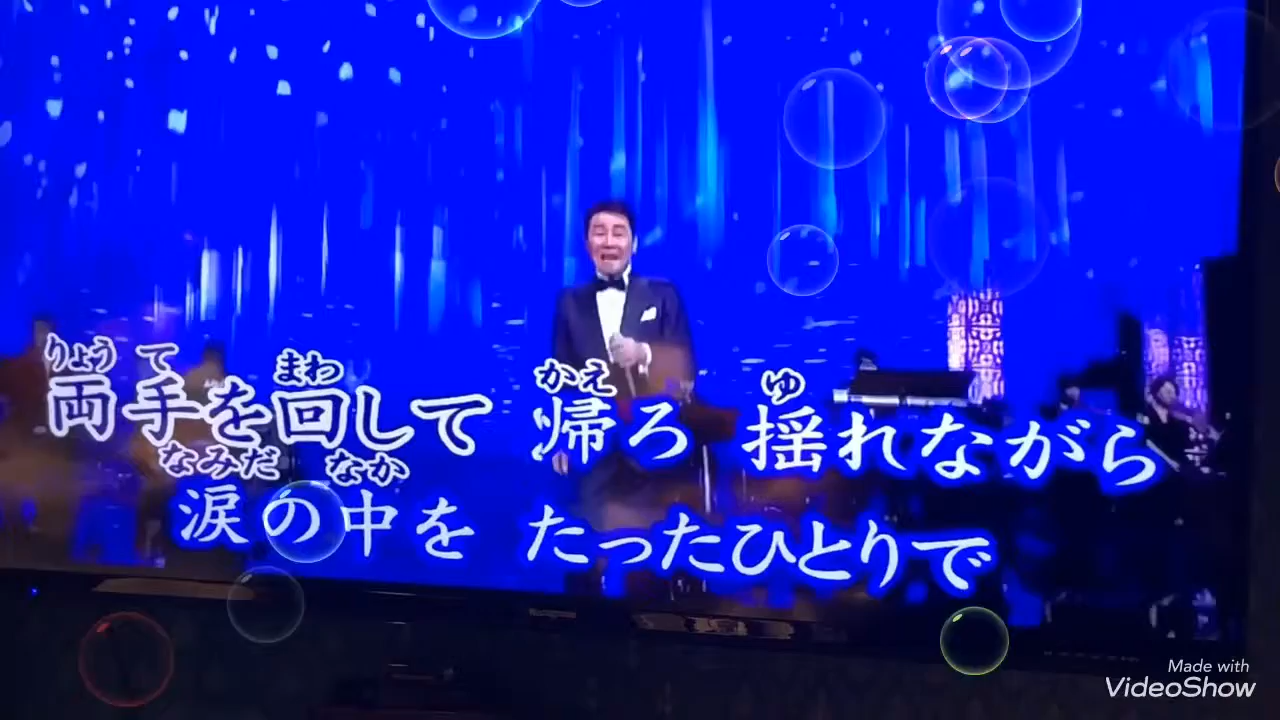 りょう て まわ かえ ゆ
両手を回して 帰ろ 揺れながら
なみだ なか
涙の中を たったひとりで
Made with
VideoShow